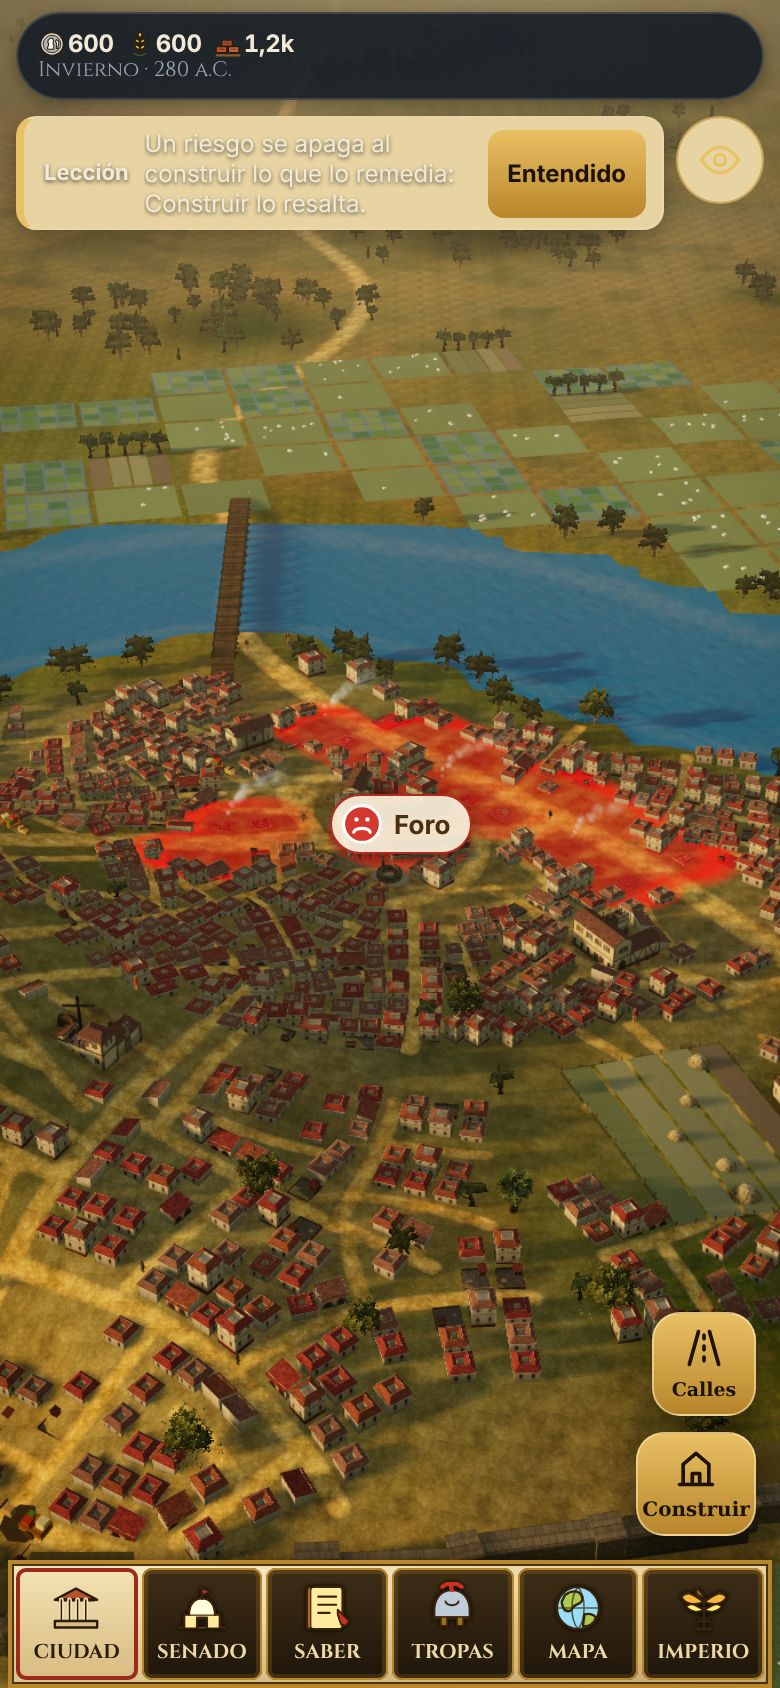 600 600 1,2k
Invierno · 280 a.C.
Lección
Un riesgo se apaga al
construir lo que lo remedia:
Construir lo resalta.
Entendido
Foro
Calles
Construir
CIUDAD SENADO SABER TROPAS MAPA IMPERIO